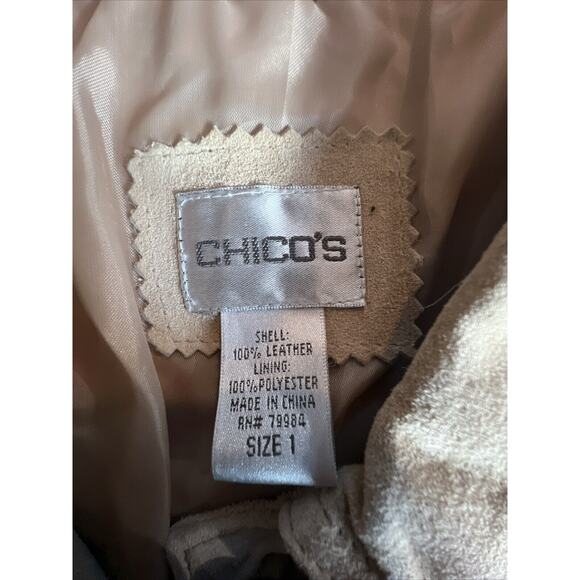 CHICO'S
SHELL:
100% LEATHER
LINING:
100%POLYESTER
MADE IN CHINA
RN# 79984
SIZE 1